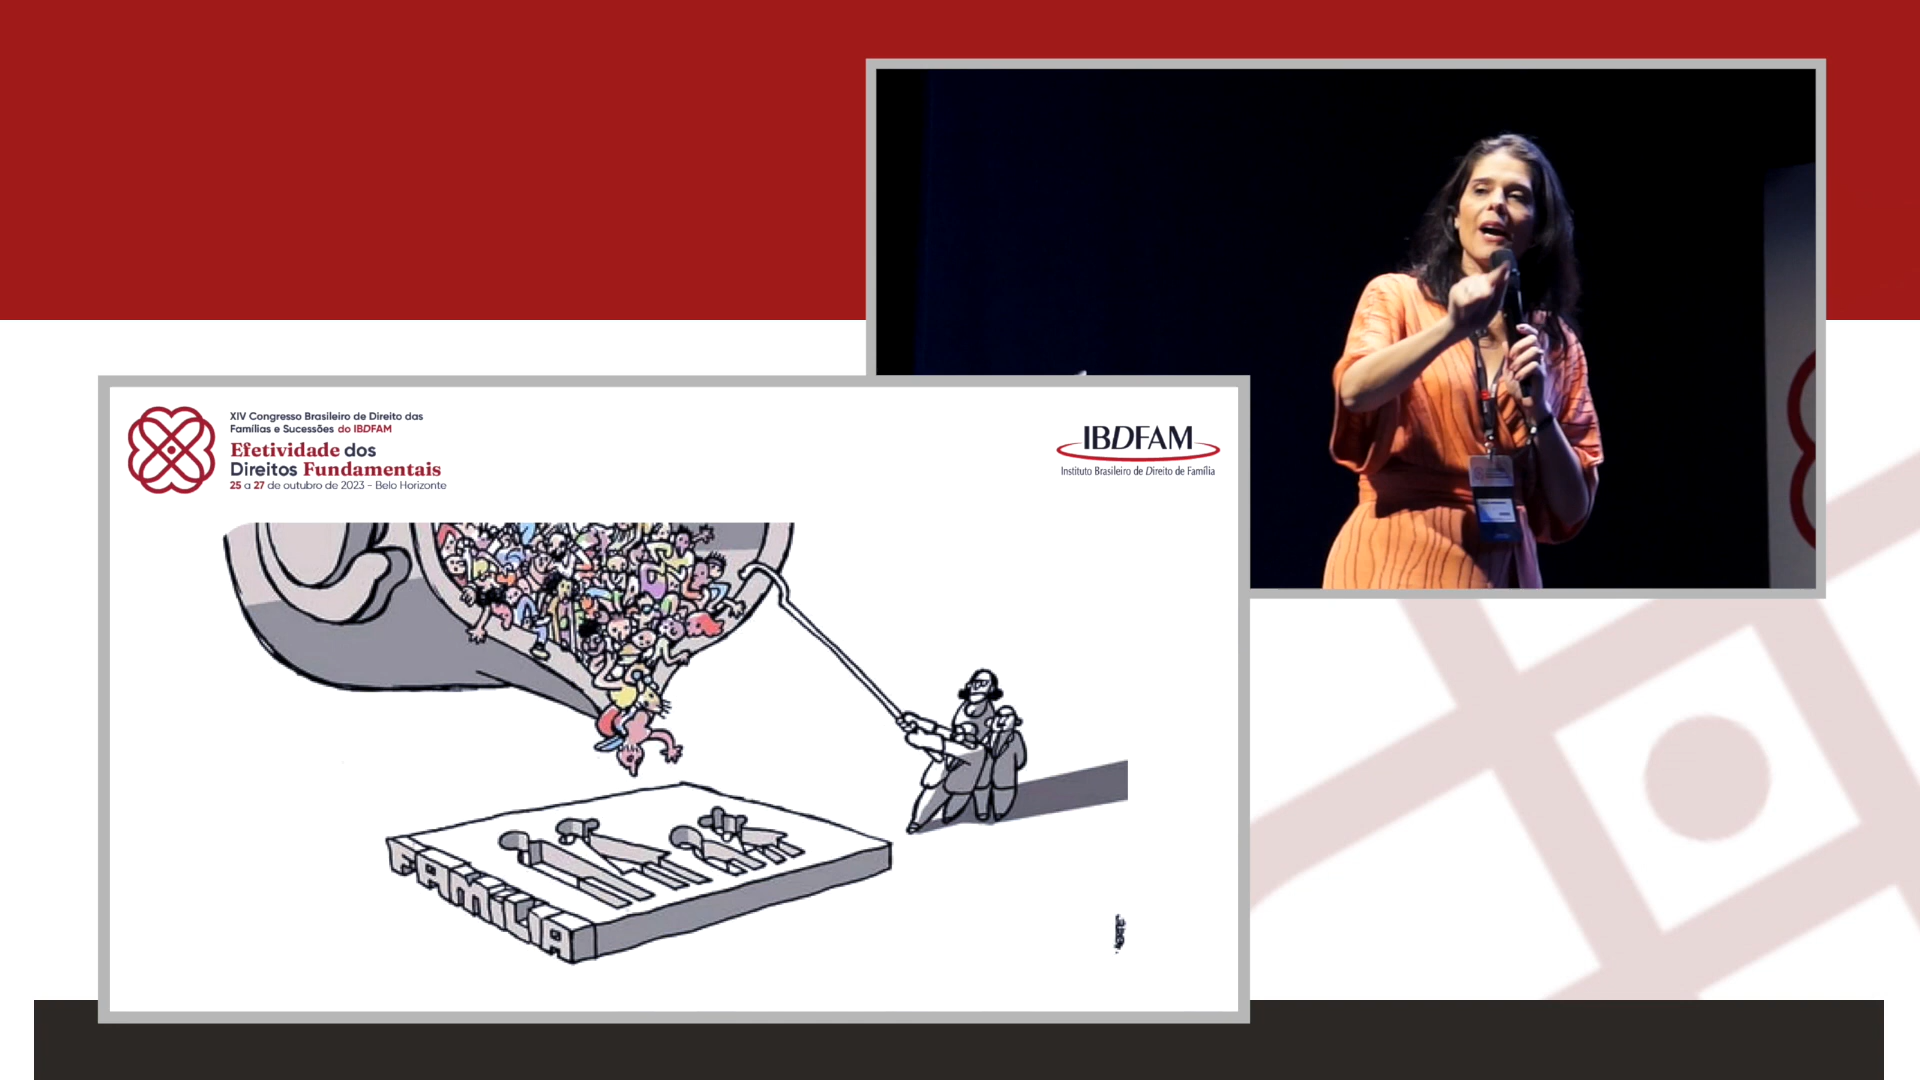 XIV Congresso Brasileiro de Direito das
Famílias e Sucessões do IBDFAM
Efetividade dos
Direitos Fundamentais
25 a 27 de outubro de 2023 - Belo Horizonte
IBDFAM
Instituto Brasileiro de Direito de Família
FAMÍLIA